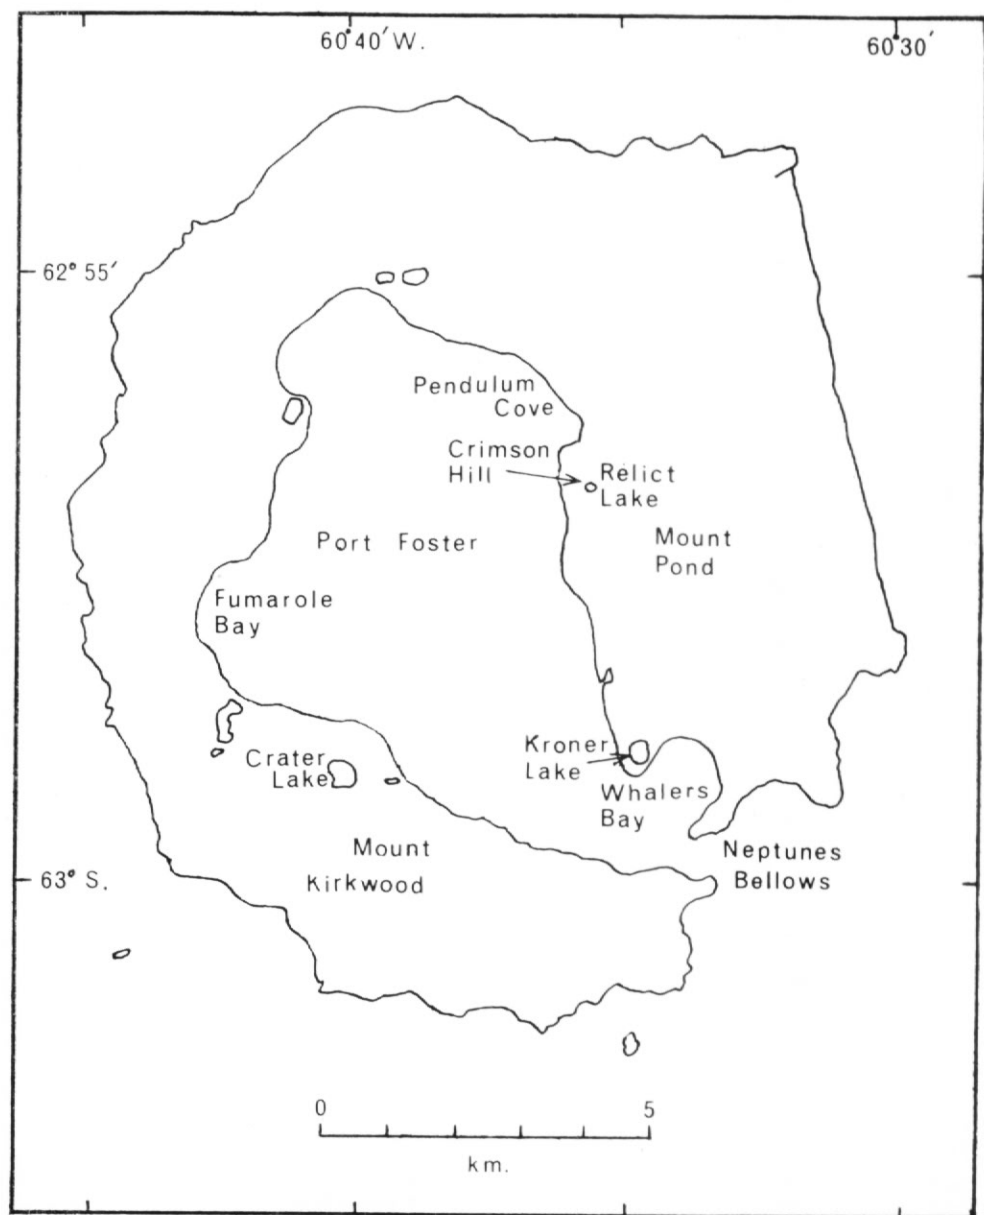 60°40′W.
60°30′
62° 55′
Pendulum
Cove
Crimson
Hill
Relict
Lake
Port Foster
Mount
Pond
Fumarole
Bay
Crater
Lake
Kroner
Lake
Whalers
Bay
Mount
Kirkwood
Neptunes
Bellows
63° S.
0 5
km.